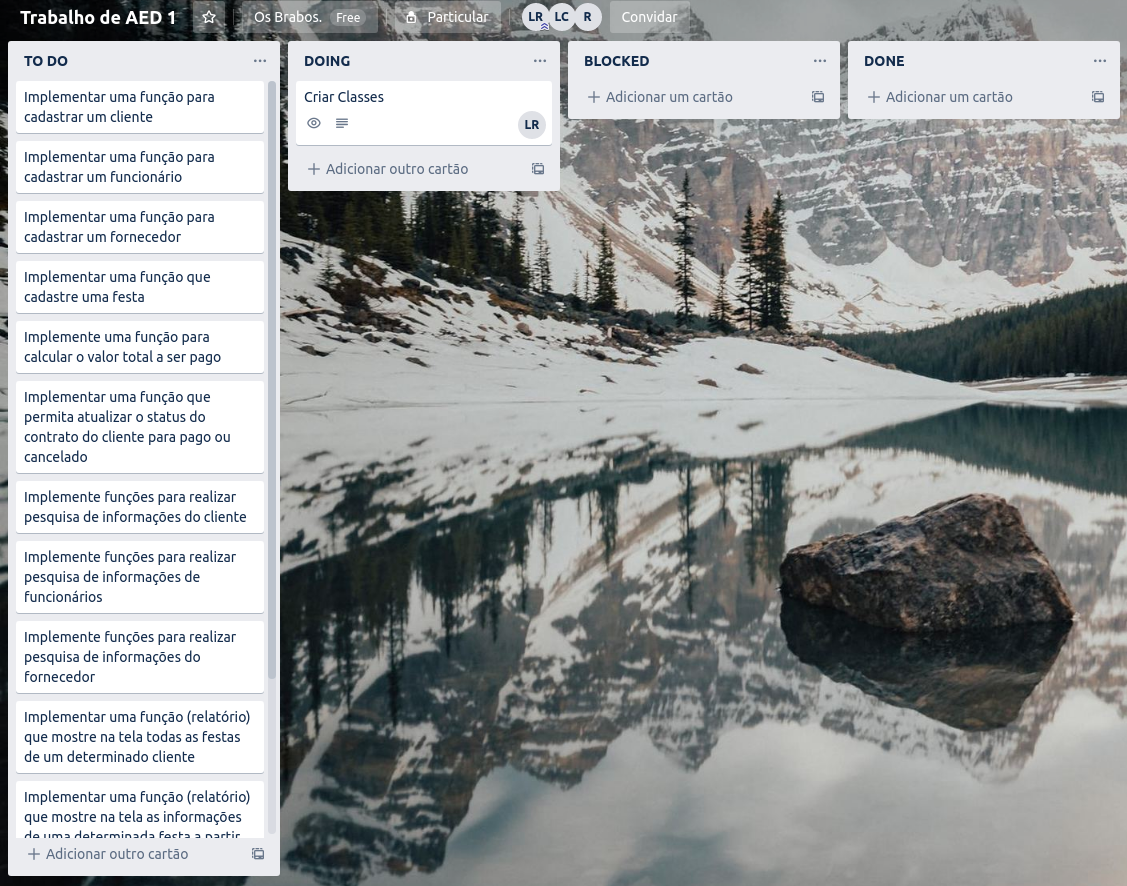 Trabalho de AED 1
Os Brabos.
Free
Particular
LR
LC
R
Convidar
TO DO
Implementar uma função para
cadastrar um cliente
Implementar uma função para
cadastrar um funcionário
Implementar uma função para
cadastrar um fornecedor
Implementar uma função que
cadastre uma festa
Implemente uma função para
calcular o valor total a ser pago
Implementar uma função que
permita atualizar o status do
contrato do cliente para pago ou
cancelado
Implemente funções para realizar
pesquisa de informações do cliente
Implemente funções para realizar
pesquisa de informações de
funcionários
Implemente funções para realizar
pesquisa de informações do
fornecedor
Implementar uma função (relatório)
que mostre na tela todas as festas
de um determinado cliente
Implementar uma função (relatório)
que mostre na tela as informações
de uma determinada festa a partir
Adicionar outro cartão
DOING
Criar Classes
LR
Adicionar outro cartão
BLOCKED
Adicionar um cartão
DONE
Adicionar um cartão